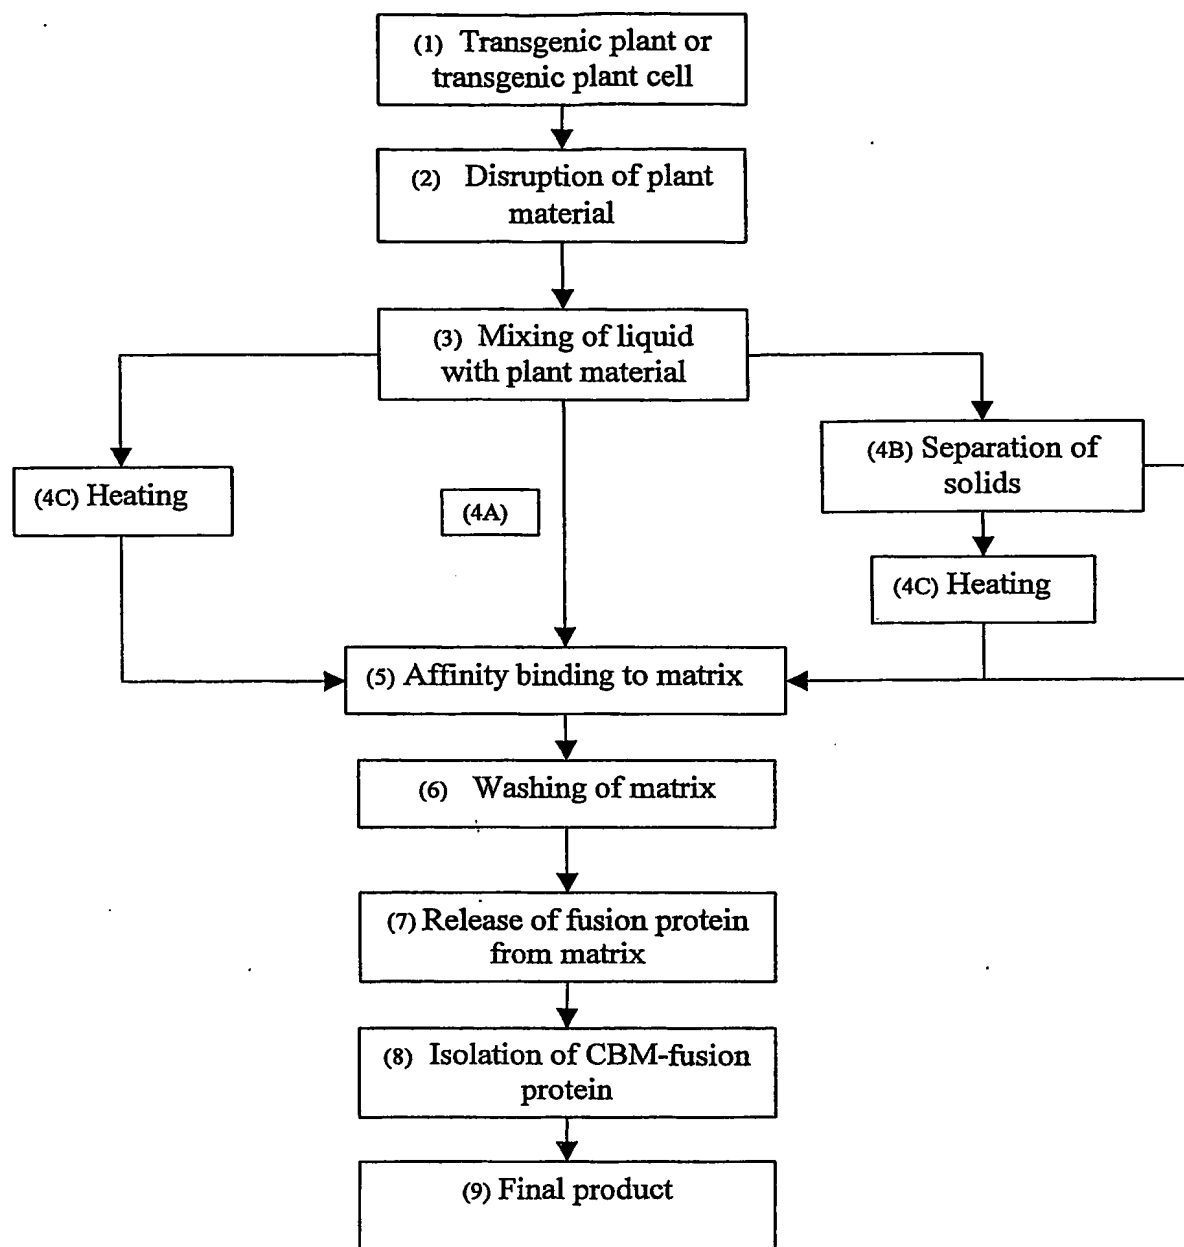 (1) Transgenic plant or
transgenic plant cell
(2) Disruption of plant
material
(3) Mixing of liquid
with plant material
(4C) Heating
(4A)
(4B) Separation of
solids
(4C) Heating
(5) Affinity binding to matrix
(6) Washing of matrix
(7) Release of fusion protein
from matrix
(8) Isolation of CBM-fusion
protein
(9) Final product